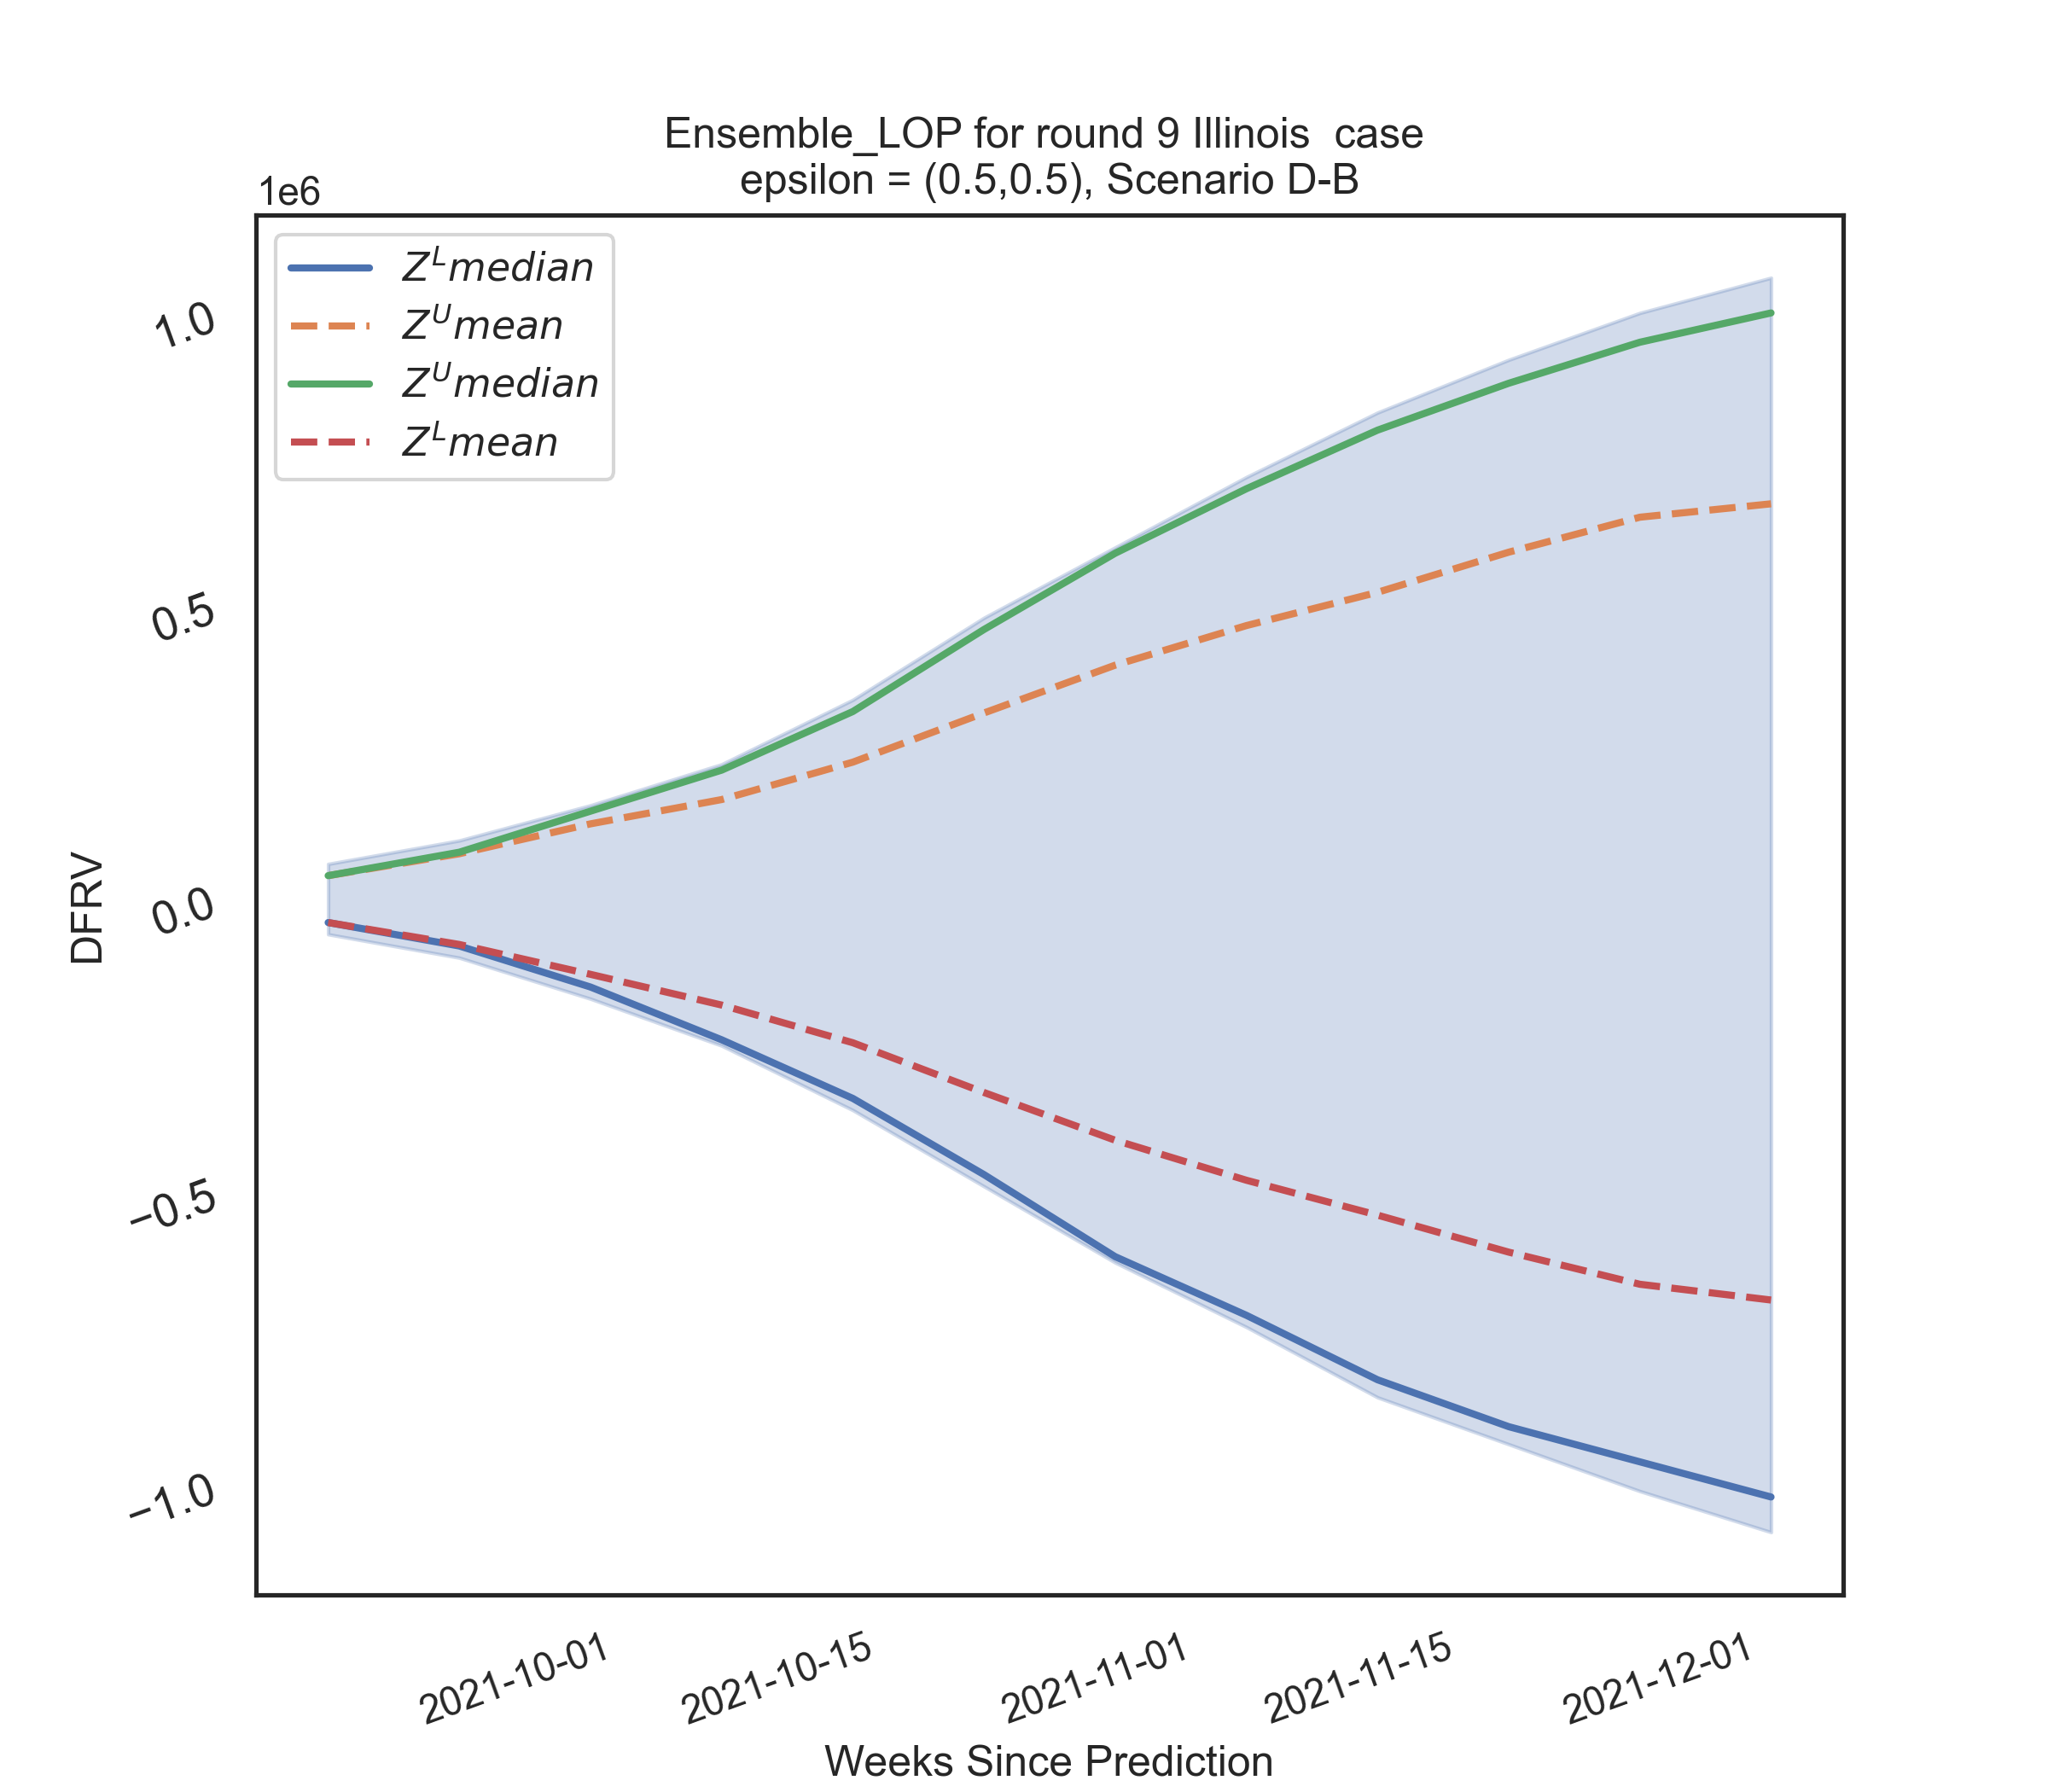 Ensemble_LOP for round 9 Illinois  case
epsilon = (0.5,0.5), Scenario D-B
1e6
Z^L median
Z^U mean
Z^U median
Z^L mean
1.0
0.5
0.0
−0.5
−1.0
DFRV
2021-10-01
2021-10-15
2021-11-01
2021-11-15
2021-12-01
Weeks Since Prediction